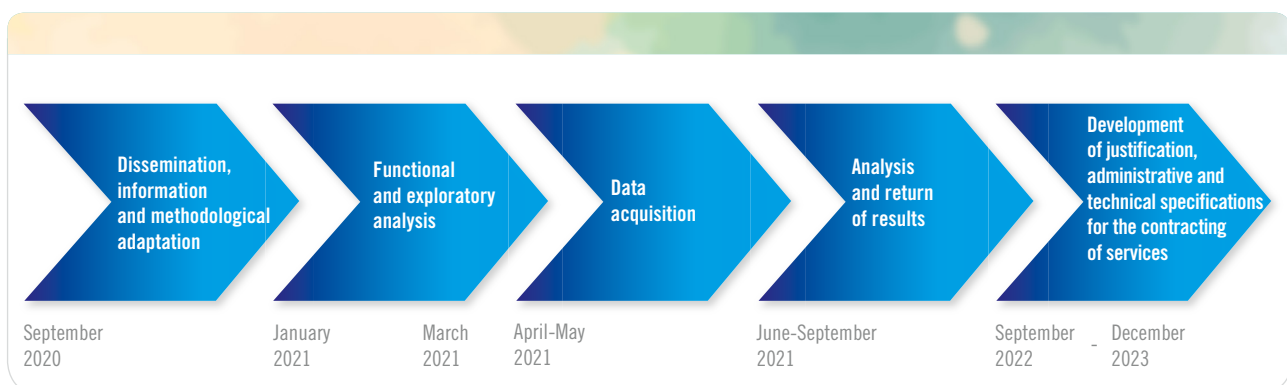 Dissemination,
information
and methodological
adaptation
Functional
and exploratory
analysis
Data
acquisition
Analysis
and return
of results
Development
of justification,
administrative and
technical specifications
for the contracting
of services
September
2020
January
2021
March
2021
April-May
2021
June-September
2021
September
2022
-
December
2023